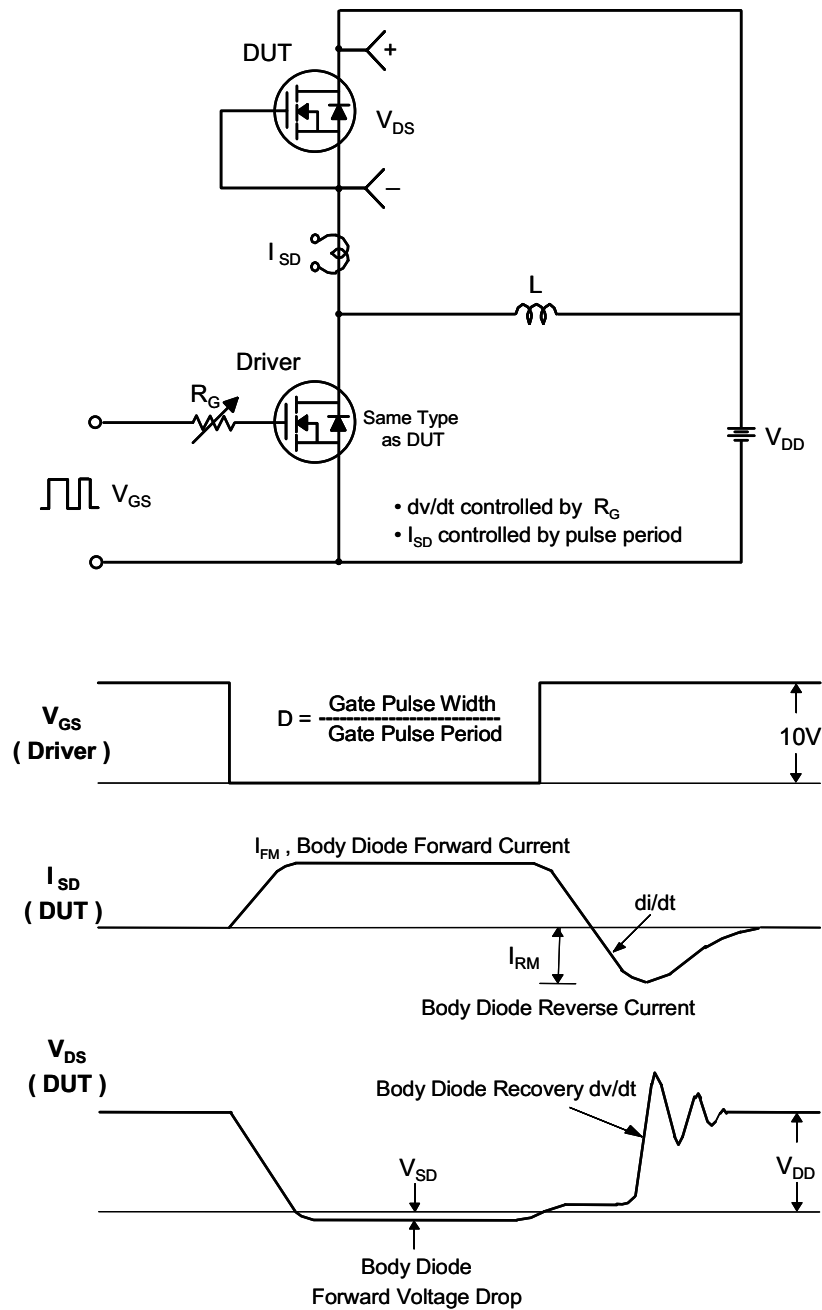 DUT
+
V_DS
–
I_SD
L
Driver
R_G
Same Type
as DUT
V_DD
V_GS
• dv/dt controlled by R_G
• I_SD controlled by pulse period
V_GS
( Driver )
D = Gate Pulse Width
Gate Pulse Period
10V
I_FM , Body Diode Forward Current
I_SD
( DUT )
di/dt
I_RM
Body Diode Reverse Current
V_DS
( DUT )
Body Diode Recovery dv/dt
V_SD
V_DD
Body Diode
Forward Voltage Drop